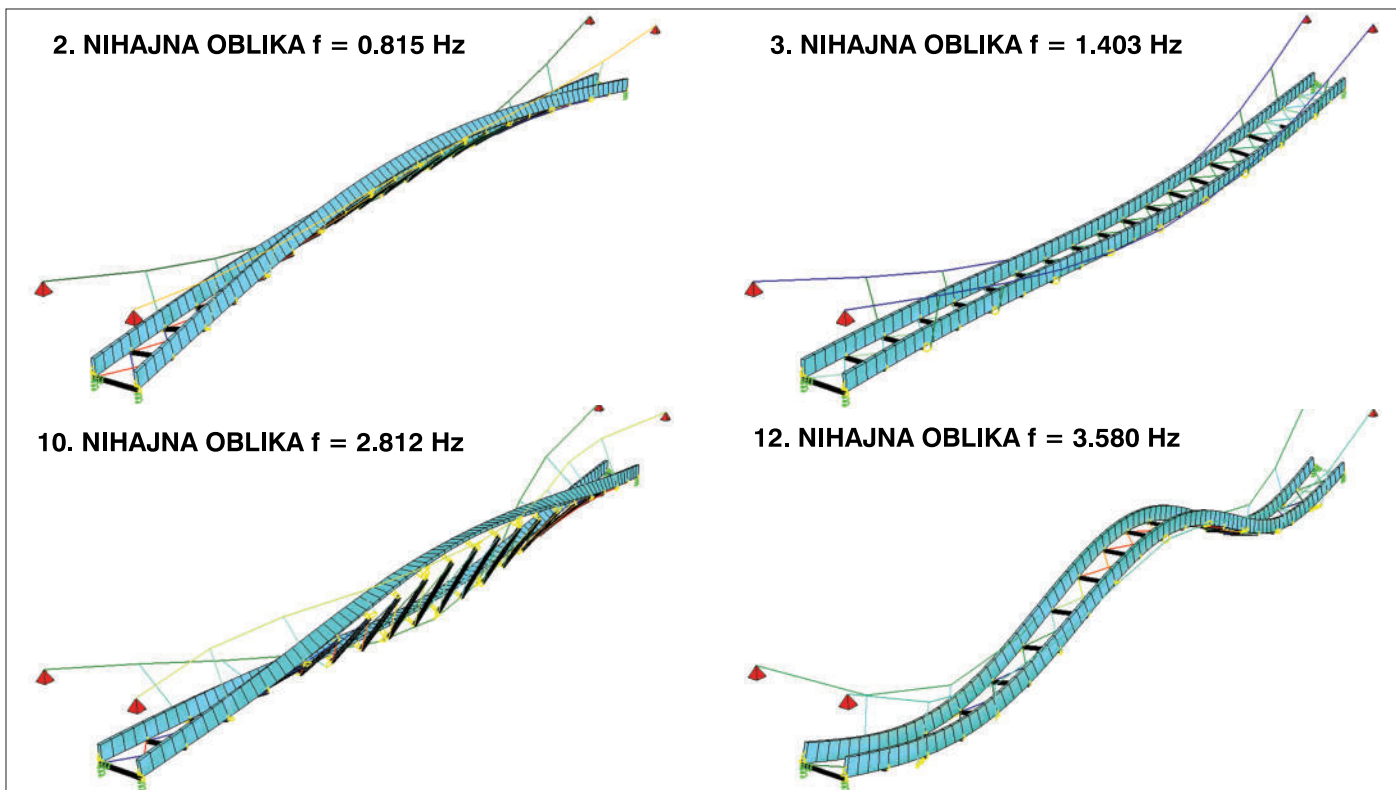 2. NIHAJNA OBLIKA f = 0.815 Hz
3. NIHAJNA OBLIKA f = 1.403 Hz
10. NIHAJNA OBLIKA f = 2.812 Hz
12. NIHAJNA OBLIKA f = 3.580 Hz